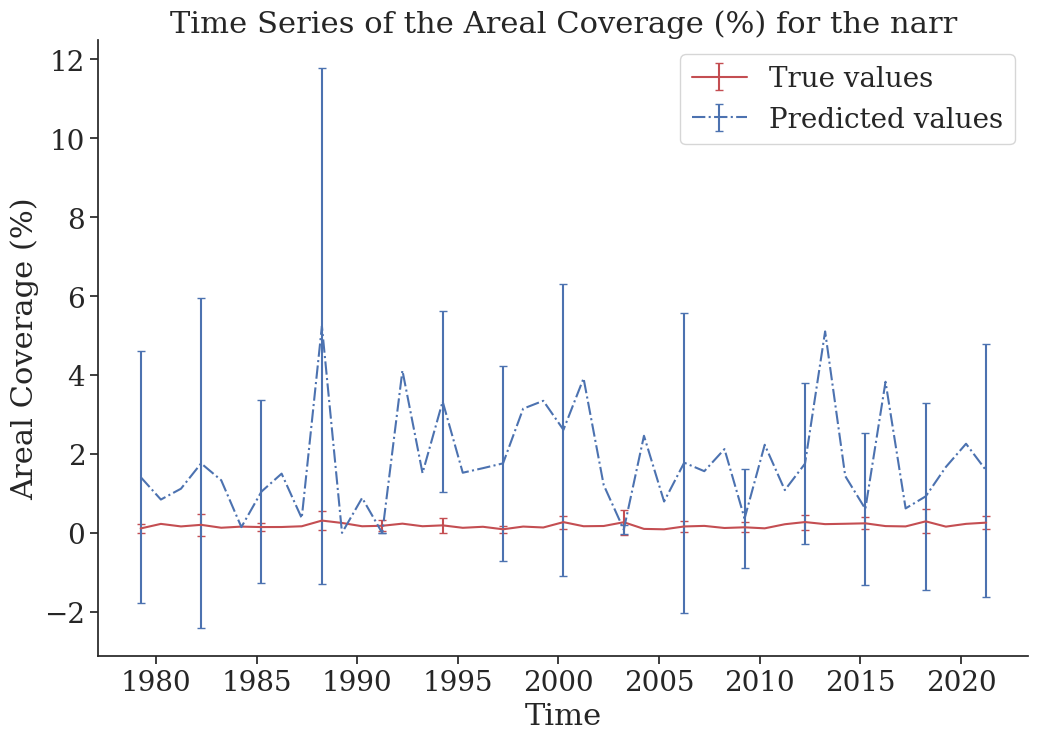 Time Series of the Areal Coverage (%) for the narr
True values
Predicted values
Areal Coverage (%)
12
10
8
6
4
2
0
−2
1980 1985 1990 1995 2000 2005 2010 2015 2020
Time